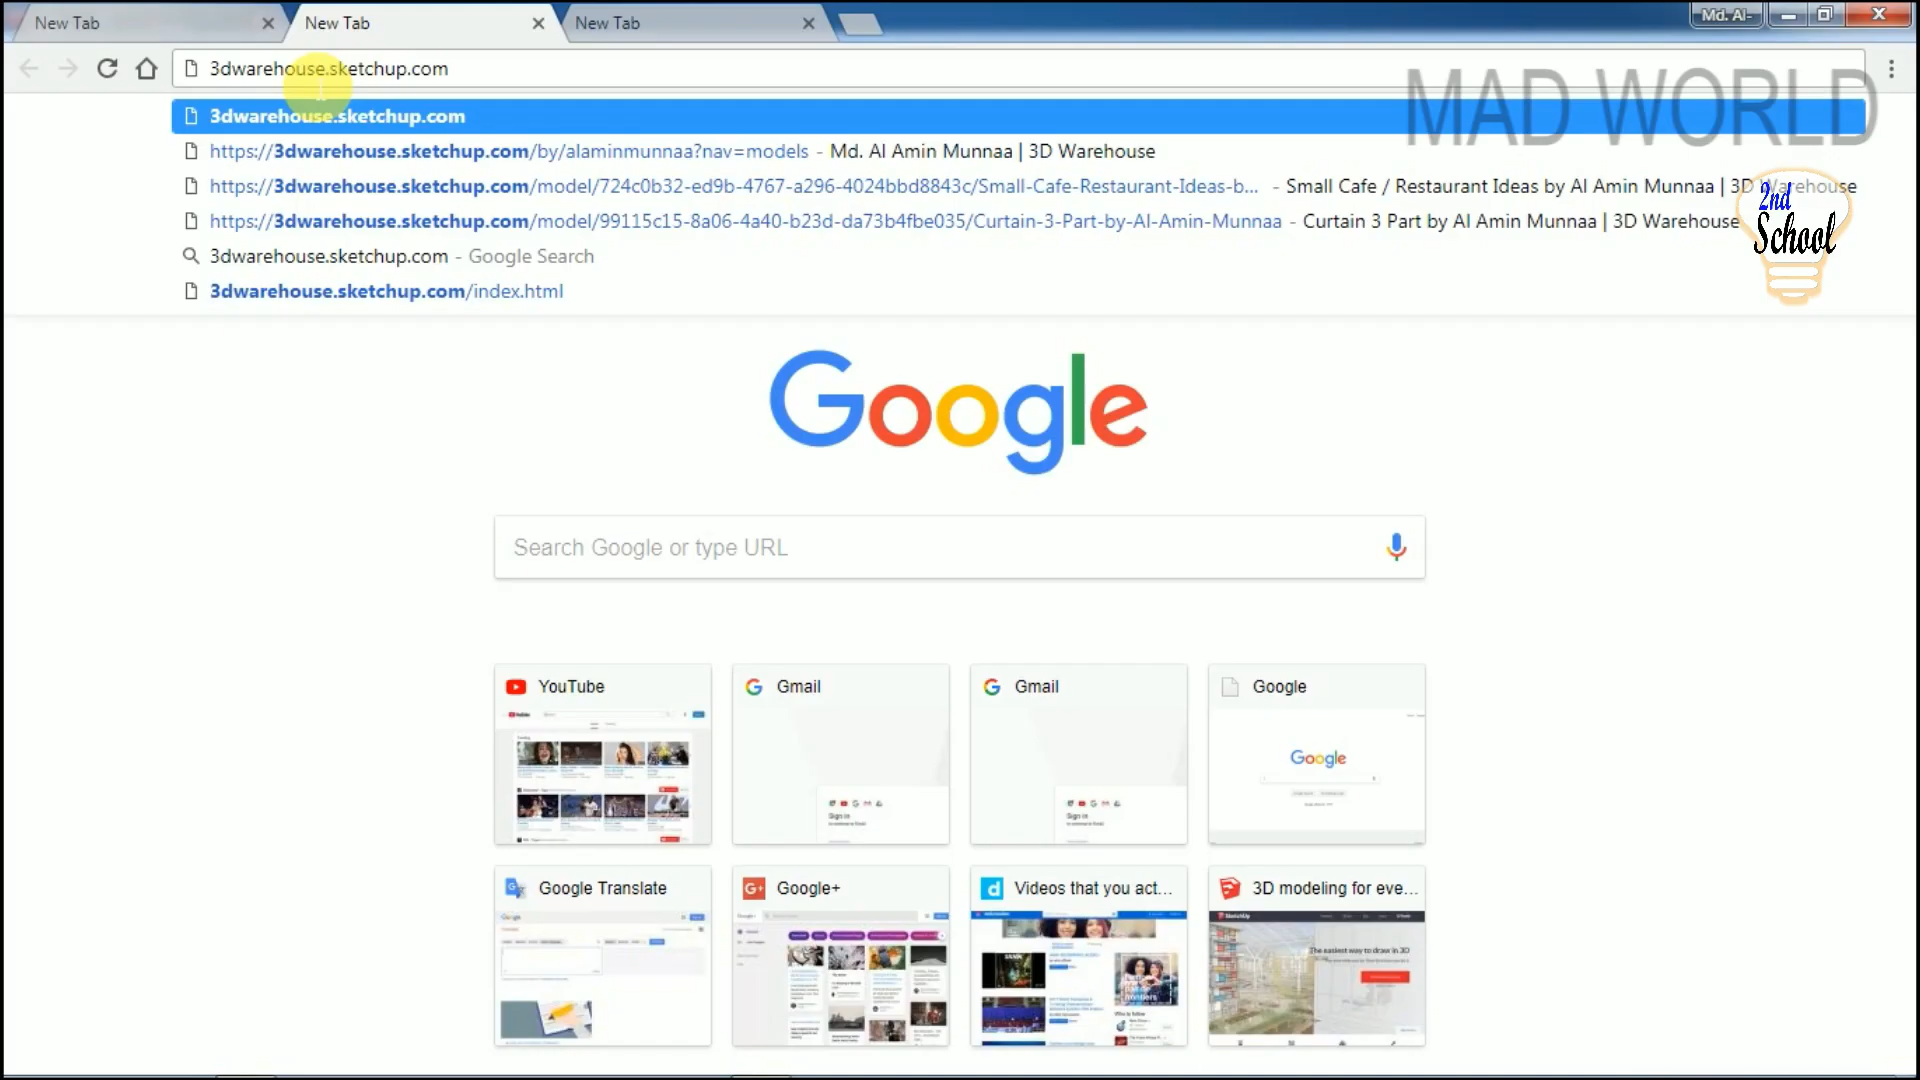 New Tab
New Tab
New Tab
Md. Al-
3dwarehouse.sketchup.com
MAD WORLD
3dwarehouse.sketchup.com
https://3dwarehouse.sketchup.com/by/alaminmunnaa?nav=models - Md. Al Amin Munnaa | 3D Warehouse
https://3dwarehouse.sketchup.com/model/724c0b32-ed9b-4767-a296-4024bbd8843c/Small-Cafe-Restaurant-Ideas-b... - Small Cafe / Restaurant Ideas by Al Amin Munnaa | 3D Warehouse
https://3dwarehouse.sketchup.com/model/99115c15-8a06-4a40-b23d-da73b4fbe035/Curtain-3-Part-by-Al-Amin-Munnaa - Curtain 3 Part by Al Amin Munnaa | 3D Warehouse
2nd
School
3dwarehouse.sketchup.com - Google Search
3dwarehouse.sketchup.com/index.html
Google
Search Google or type URL
YouTube
Gmail
Gmail
Google
Google
Sign in
Sign in
Google Translate
Google+
Videos that you act...
3D modeling for eve...
SketchUp
The easiest way to draw in 3D